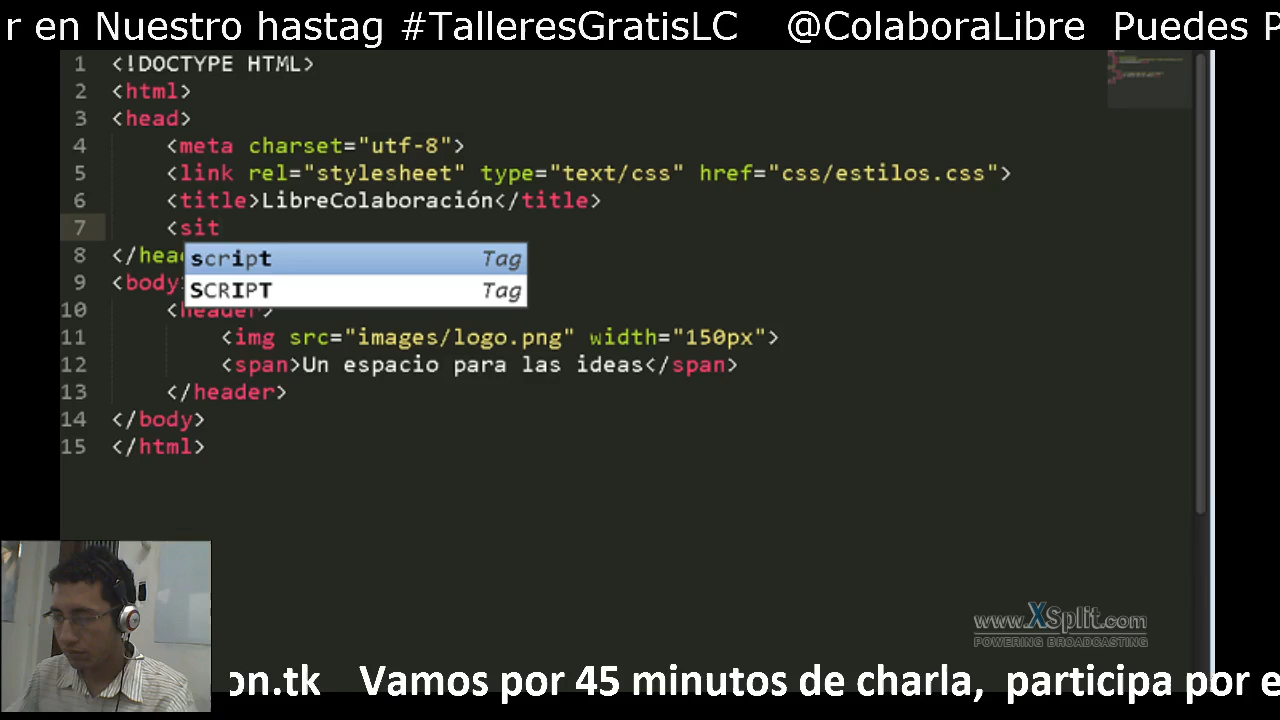 r en Nuestro hastag #TalleresGratisLC @ColaboraLibre Puedes P
1 <!DOCTYPE HTML>
2 <html>
3 <head>
4 <meta charset="utf-8">
5 <link rel="stylesheet" type="text/css" href="css/estilos.css">
6 <title>LibreColaboración</title>
7 <sit
8 </hea
script Tag
9 <body
SCRIPT Tag
10 <header>
11 <img src="images/logo.png" width="150px">
12 <span>Un espacio para las ideas</span>
13 </header>
14 </body>
15 </html>
www.XSplit.com
POWERING BROADCASTING
on.tk Vamos por 45 minutos de charla, participa por e